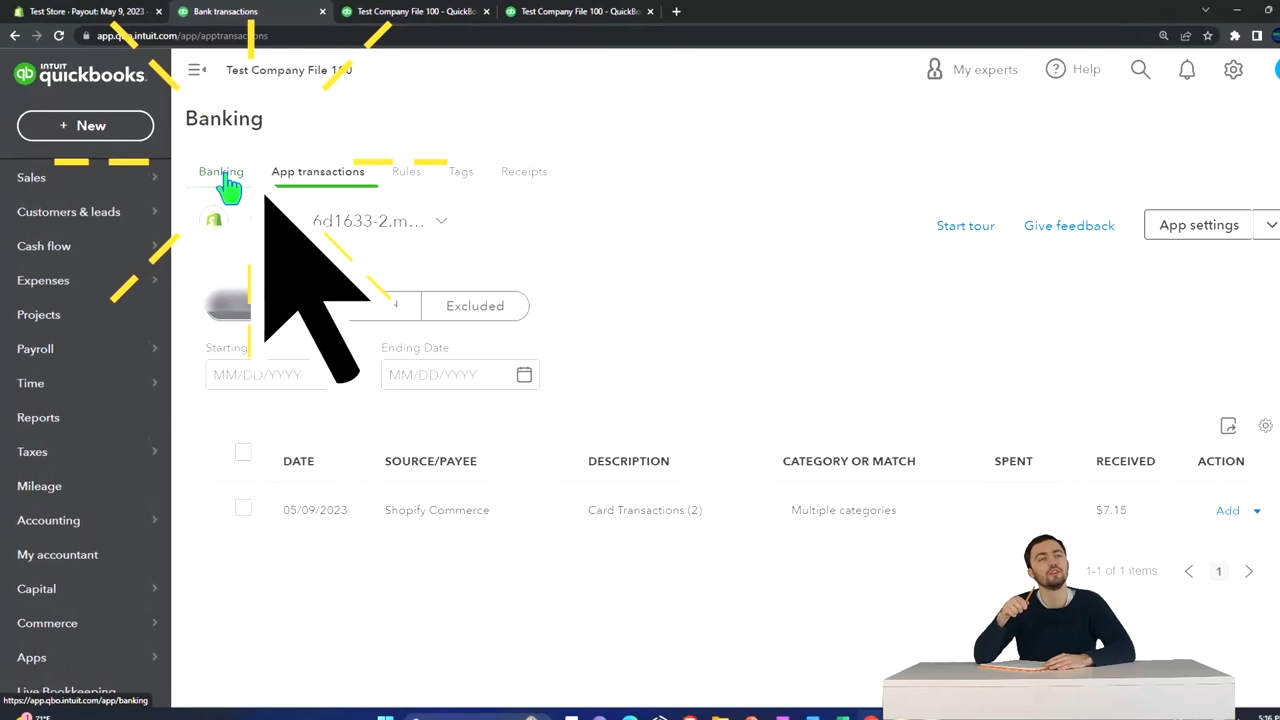 Test Store - Payout: May 9, 2023
Bank transactions
Test Company File 100 - QuickBo
Test Company File 100 - QuickBo
app.qbo.intuit.com/app/apptransactions
INTUIT
quickbooks.
Test Company File 100
My experts
Help
+ New
Banking
Banking
App transactions
Rules
Tags
Receipts
6d1633-2.m...
Start tour
Give feedback
App settings
Excluded
Starting
Ending Date
MM/DD/YYYY
MM/DD/YYYY
Sales
Customers & leads
Cash flow
Expenses
Projects
Payroll
Time
Reports
Taxes
Mileage
Accounting
My accountant
Capital
Commerce
Apps
Live Bookkeeping
DATE
SOURCE/PAYEE
DESCRIPTION
CATEGORY OR MATCH
SPENT
RECEIVED
ACTION
05/09/2023
Shopify Commerce
Card Transactions (2)
Multiple categories
$7.15
Add
1-1 of 1 items
1
https://app.qbo.intuit.com/app/banking